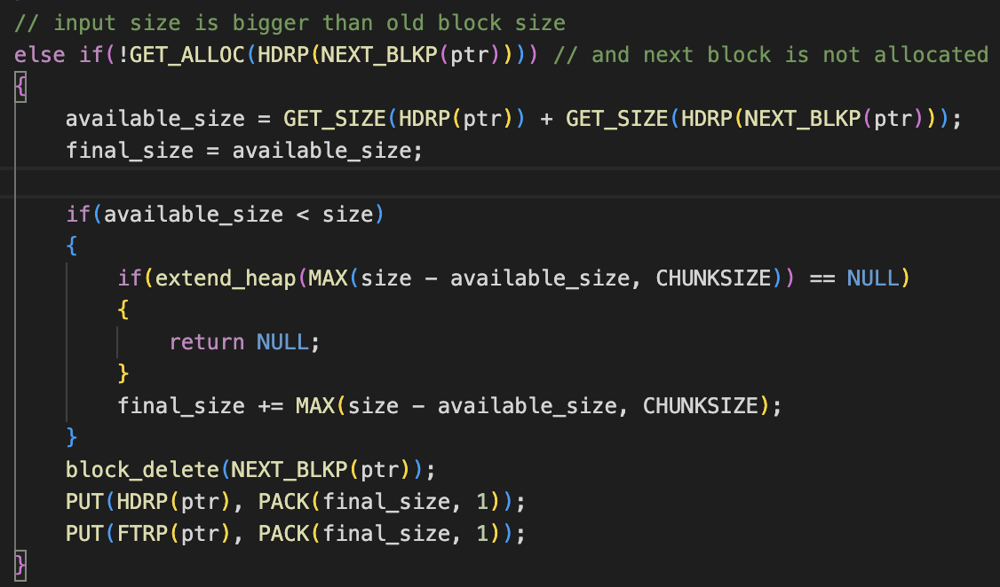 // input size is bigger than old block size
else if(!GET_ALLOC(HDRP(NEXT_BLKP(ptr)))) // and next block is not allocated
{
    available_size = GET_SIZE(HDRP(ptr)) + GET_SIZE(HDRP(NEXT_BLKP(ptr)));
    final_size = available_size;

    if(available_size < size)
    {
        if(extend_heap(MAX(size - available_size, CHUNKSIZE)) == NULL)
        {
            return NULL;
        }
        final_size += MAX(size - available_size, CHUNKSIZE);
    }
    block_delete(NEXT_BLKP(ptr));
    PUT(HDRP(ptr), PACK(final_size, 1));
    PUT(FTRP(ptr), PACK(final_size, 1));
}